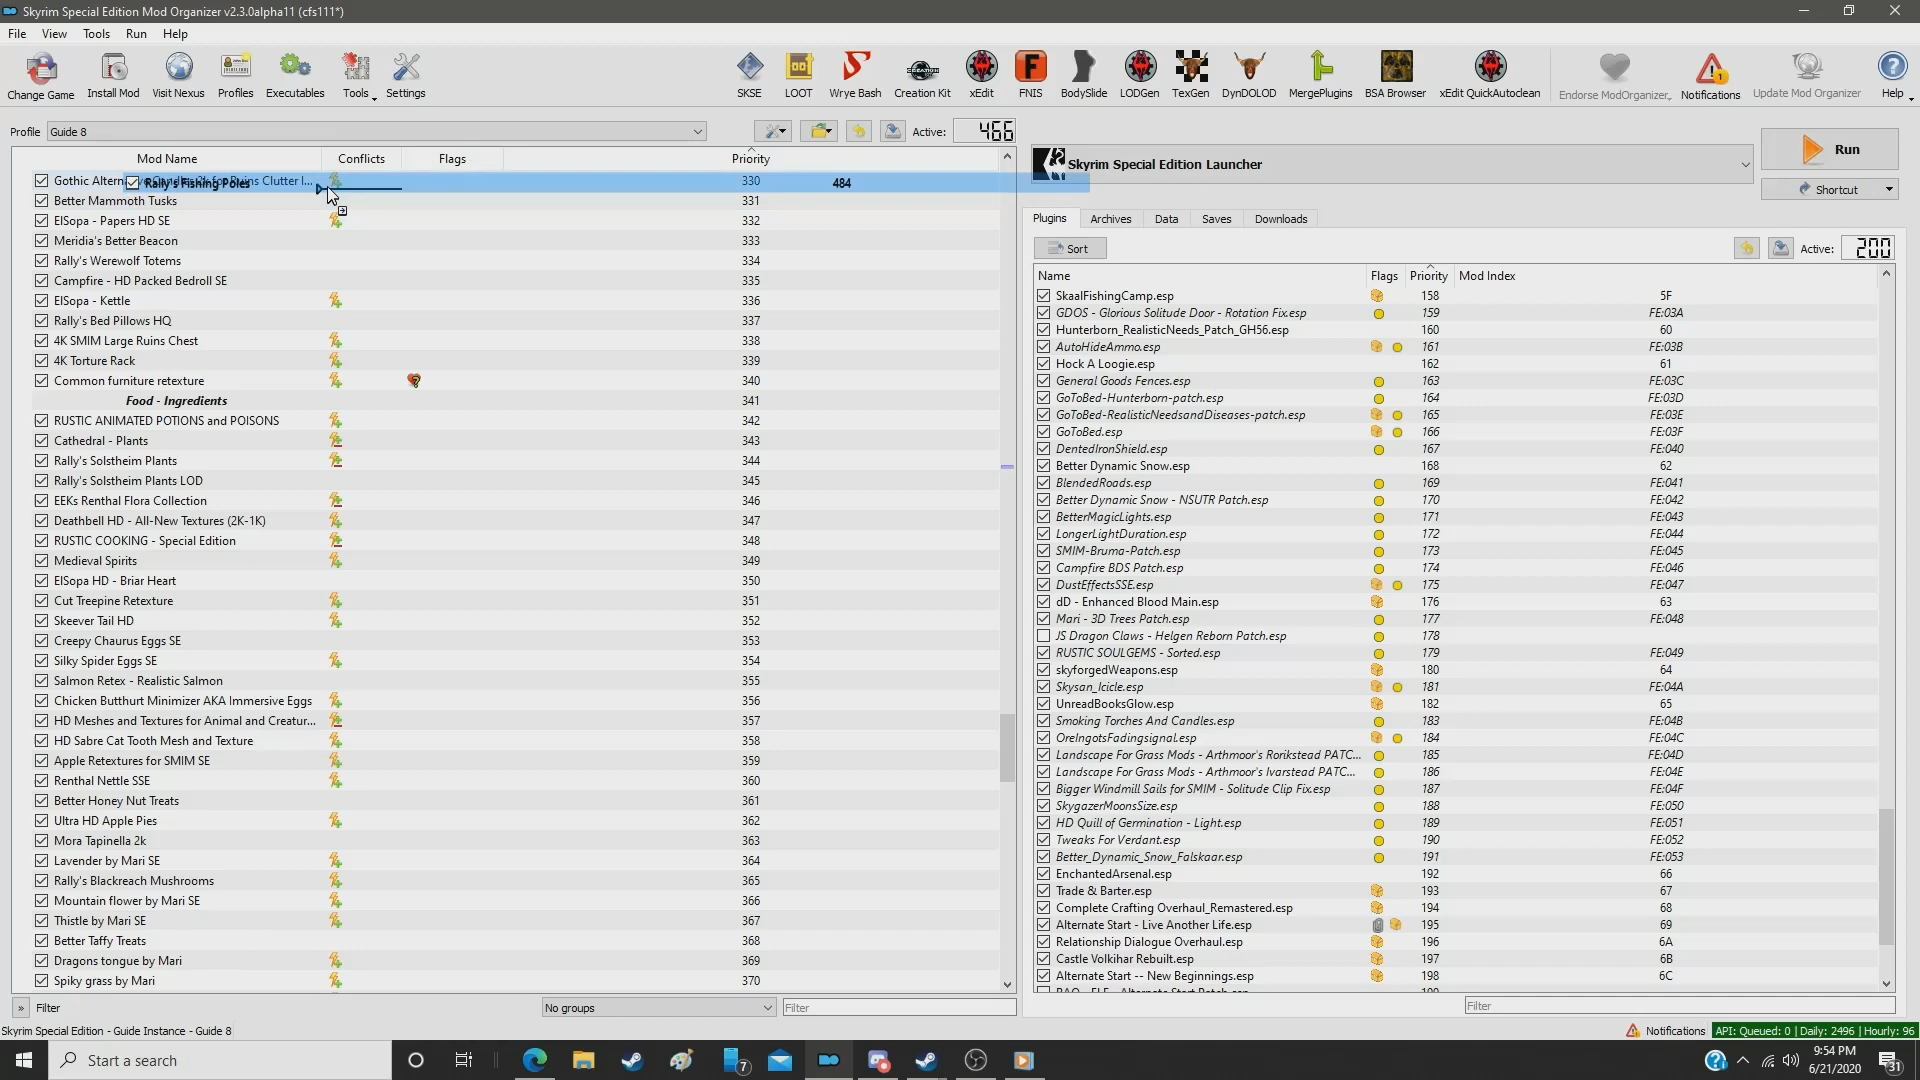 Skyrim Special Edition Mod Organizer v2.3.0alpha11 (cfs111*)
File View Tools Run Help
Change Game Install Mod Visit Nexus Profiles Executables Tools Settings SKSE LOOT Wrye Bash Creation Kit xEdit FNIS BodySlide LODGen TexGen DynDOLOD MergePlugins BSA Browser xEdit QuickAutoclean Endorse ModOrganizer Notifications Update Mod Organizer Help
Profile Guide 8 Active: 466
Mod Name Conflicts Flags Priority
Gothic 330
Rally's Fishing Poles 484
Better Mammoth Tusks 331
ElSopa - Papers HD SE 332
Meridia's Better Beacon 333
Rally's Werewolf Totems 334
Campfire - HD Packed Bedroll SE 335
ElSopa - Kettle 336
Rally's Bed Pillows HQ 337
4K SMIM Large Ruins Chest 338
4K Torture Rack 339
Common furniture retexture 340
Food - Ingredients 341
RUSTIC ANIMATED POTIONS and POISONS 342
Cathedral - Plants 343
Rally's Solstheim Plants 344
Rally's Solstheim Plants LOD 345
EEKs Renthal Flora Collection 346
Deathbell HD - All-New Textures (2K-1K) 347
RUSTIC COOKING - Special Edition 348
Medieval Spirits 349
ElSopa HD - Briar Heart 350
Cut Treepine Retexture 351
Skeever Tail HD 352
Creepy Chaurus Eggs SE 353
Silky Spider Eggs SE 354
Salmon Retex - Realistic Salmon 355
Chicken Butthurt Minimizer AKA Immersive Eggs 356
HD Meshes and Textures for Animal and Creatur... 357
HD Sabre Cat Tooth Mesh and Texture 358
Apple Retextures for SMIM SE 359
Renthal Nettle SSE 360
Better Honey Nut Treats 361
Ultra HD Apple Pies 362
Mora Tapinella 2k 363
Lavender by Mari SE 364
Rally's Blackreach Mushrooms 365
Mountain flower by Mari SE 366
Thistle by Mari SE 367
Better Taffy Treats 368
Dragons tongue by Mari 369
Spiky grass by Mari 370
» Filter No groups Filter
Skyrim Special Edition Launcher
Run
Shortcut
Plugins Archives Data Saves Downloads
Sort Active: 200
Name Flags Priority Mod Index
SkaalFishingCamp.esp 158 5F
GDOS - Glorious Solitude Door - Rotation Fix.esp 159 FE:03A
Hunterborn_RealisticNeeds_Patch_GH56.esp 160 60
AutoHideAmmo.esp 161 FE:03B
Hock A Loogie.esp 162 61
General Goods Fences.esp 163 FE:03C
GoToBed-Hunterborn-patch.esp 164 FE:03D
GoToBed-RealisticNeedsandDiseases-patch.esp 165 FE:03E
GoToBed.esp 166 FE:03F
DentedIronShield.esp 167 FE:040
Better Dynamic Snow.esp 168 62
BlendedRoads.esp 169 FE:041
Better Dynamic Snow - NSUTR Patch.esp 170 FE:042
BetterMagicLights.esp 171 FE:043
LongerLightDuration.esp 172 FE:044
SMIM-Bruma-Patch.esp 173 FE:045
Campfire BDS Patch.esp 174 FE:046
DustEffectsSSE.esp 175 FE:047
dD - Enhanced Blood Main.esp 176 63
Mari - 3D Trees Patch.esp 177 FE:048
JS Dragon Claws - Helgen Reborn Patch.esp 178
RUSTIC SOULGEMS - Sorted.esp 179 FE:049
skyforgedWeapons.esp 180 64
Skysan_Icicle.esp 181 FE:04A
UnreadBooksGlow.esp 182 65
Smoking Torches And Candles.esp 183 FE:04B
OreIngotsFadingsignal.esp 184 FE:04C
Landscape For Grass Mods - Arthmoor's Rorikstead PATC... 185 FE:04D
Landscape For Grass Mods - Arthmoor's Ivarstead PATC... 186 FE:04E
Bigger Windmill Sails for SMIM - Solitude Clip Fix.esp 187 FE:04F
SkygazerMoonsSize.esp 188 FE:050
HD Quill of Germination - Light.esp 189 FE:051
Tweaks For Verdant.esp 190 FE:052
Better_Dynamic_Snow_Falskaar.esp 191 FE:053
EnchantedArsenal.esp 192 66
Trade & Barter.esp 193 67
Complete Crafting Overhaul_Remastered.esp 194 68
Alternate Start - Live Another Life.esp 195 69
Relationship Dialogue Overhaul.esp 196 6A
Castle Volkihar Rebuilt.esp 197 6B
Alternate Start -- New Beginnings.esp 198 6C
Filter
Skyrim Special Edition - Guide Instance - Guide 8 Notifications API: Queued: 0 | Daily: 2496 | Hourly: 96
Start a search 7 9:54 PM
6/21/2020 31